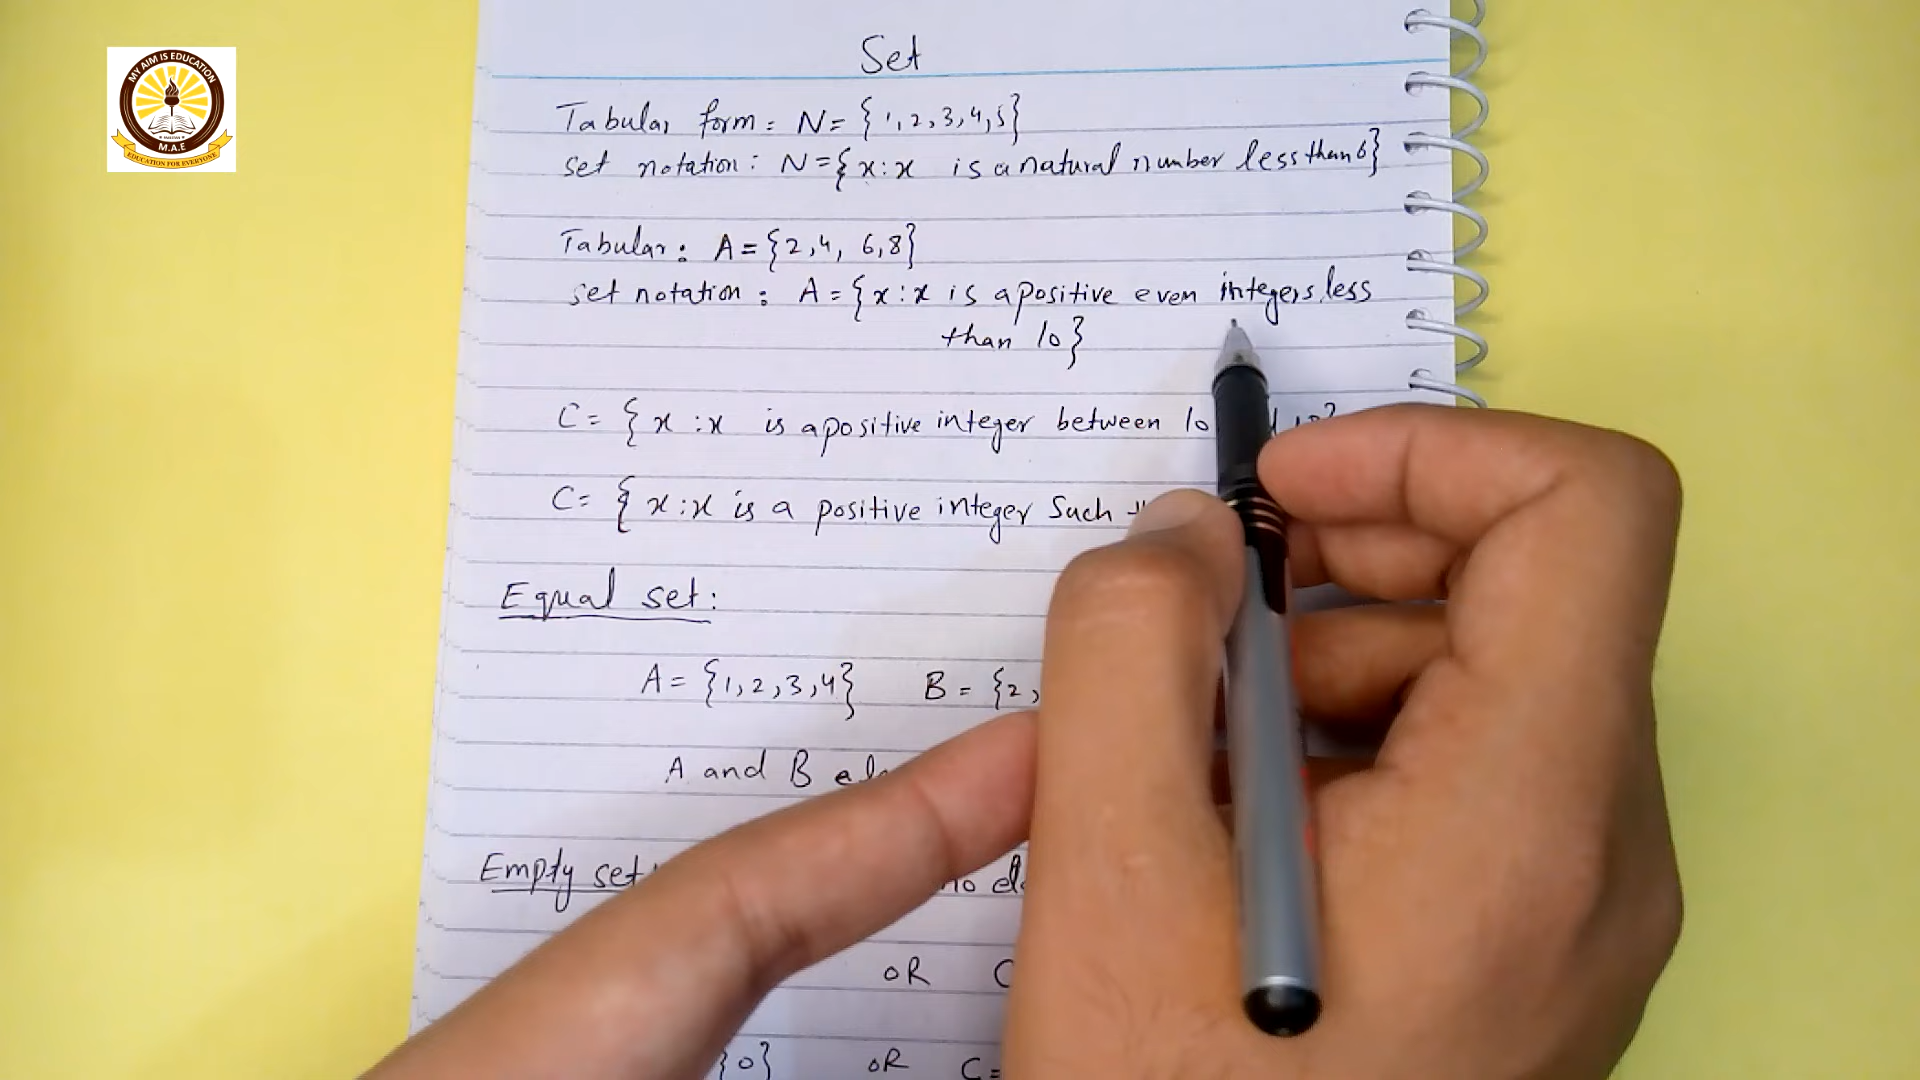 MY AIM IS EDUCATION
M.A.E
EDUCATION FOR EVERYONE
Set
Tabular form: N = {1,2,3,4,5}
set notation: N={x:x is a natural number less than 6}
Tabular: A={2,4, 6,8}
set notation: A={x:x is a positive even integers less
than 10}
C= {x :x is a positive integer between 10
C= {x:x is a positive integer Such
Equal set:
A= {1,2,3,4} B = {2,
A and B
Empty set no
OR C
{0} OR C=